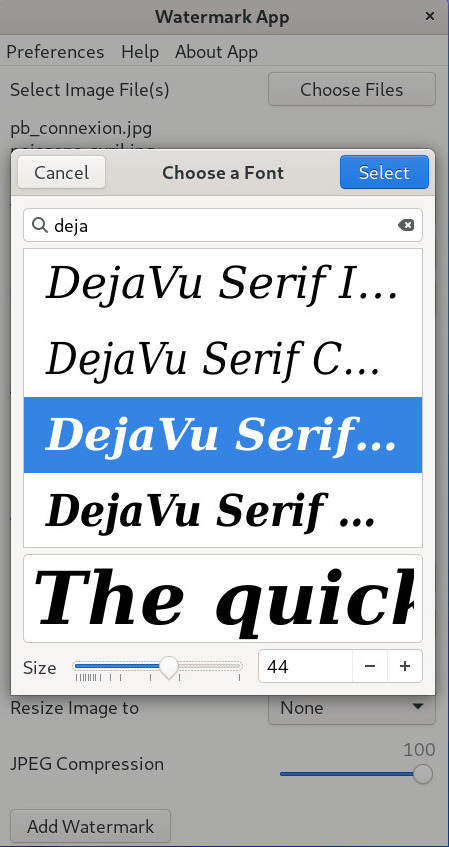 Watermark App
Preferences Help About App
Select Image File(s) Choose Files
pb_connexion.jpg
Cancel Choose a Font Select
deja
DejaVu Serif I...
DejaVu Serif C...
DejaVu Serif...
DejaVu Serif ...
The quick
Size 44
Resize Image to None
100
JPEG Compression
Add Watermark